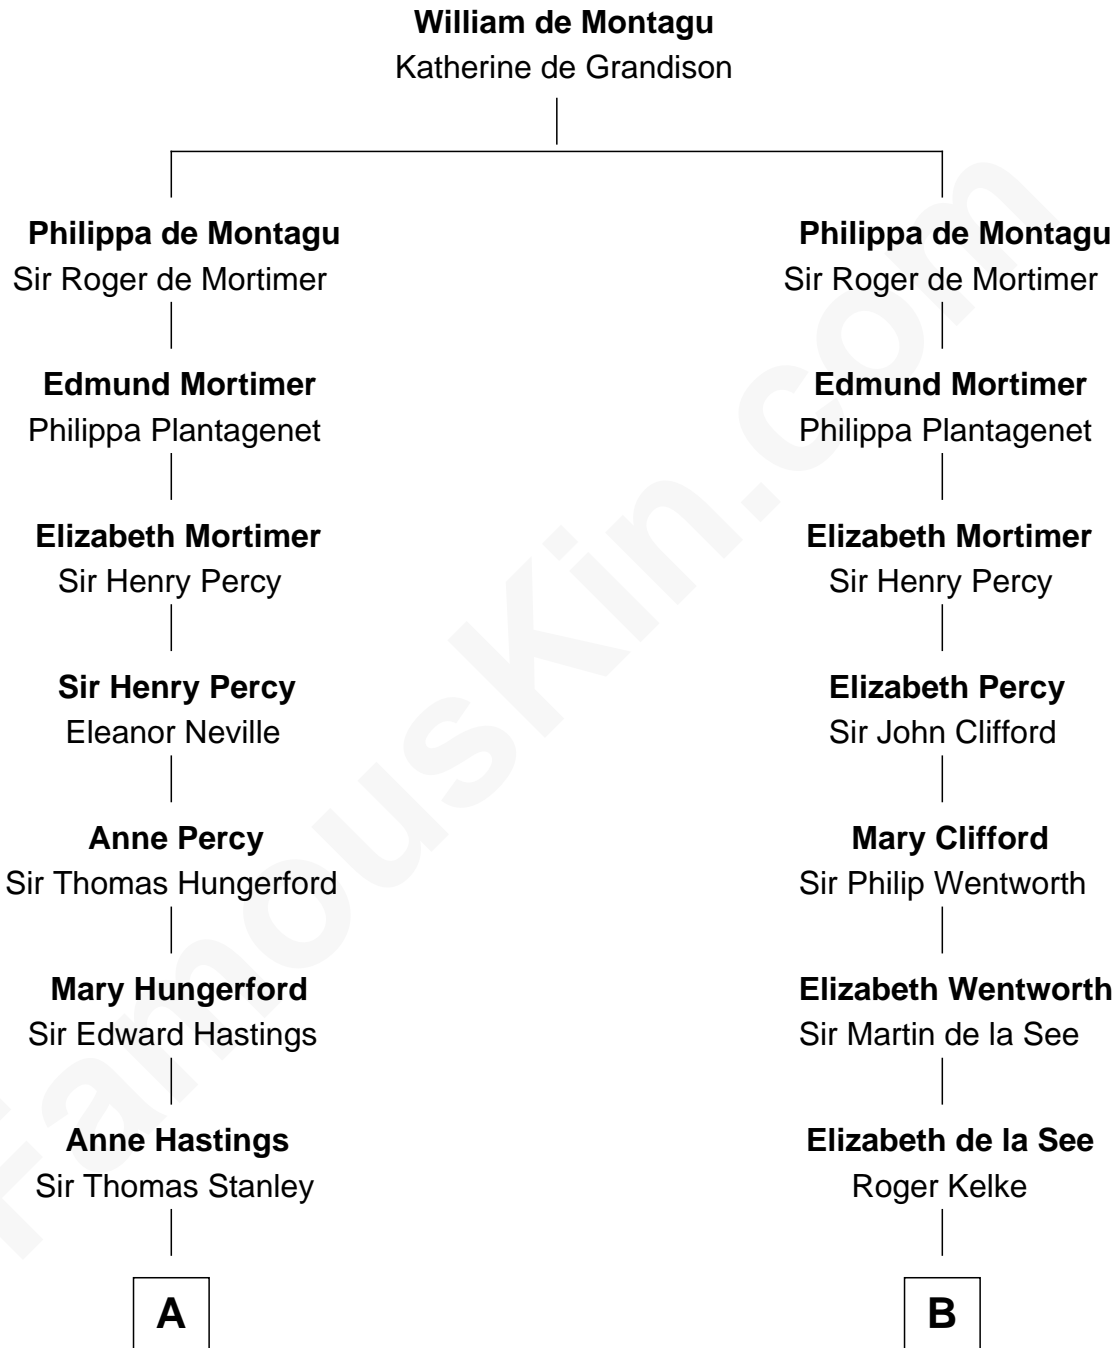 William de Montagu
Katherine de Grandison
Philippa de Montagu
Sir Roger de Mortimer
Philippa de Montagu
Sir Roger de Mortimer
Edmund Mortimer
Philippa Plantagenet
Edmund Mortimer
Philippa Plantagenet
Elizabeth Mortimer
Sir Henry Percy
Elizabeth Mortimer
Sir Henry Percy
Sir Henry Percy
Eleanor Neville
Elizabeth Percy
Sir John Clifford
Anne Percy
Sir Thomas Hungerford
Mary Clifford
Sir Philip Wentworth
Mary Hungerford
Sir Edward Hastings
Elizabeth Wentworth
Sir Martin de la See
Anne Hastings
Sir Thomas Stanley
Elizabeth de la See
Roger Kelke
A
B
FamousKin.com